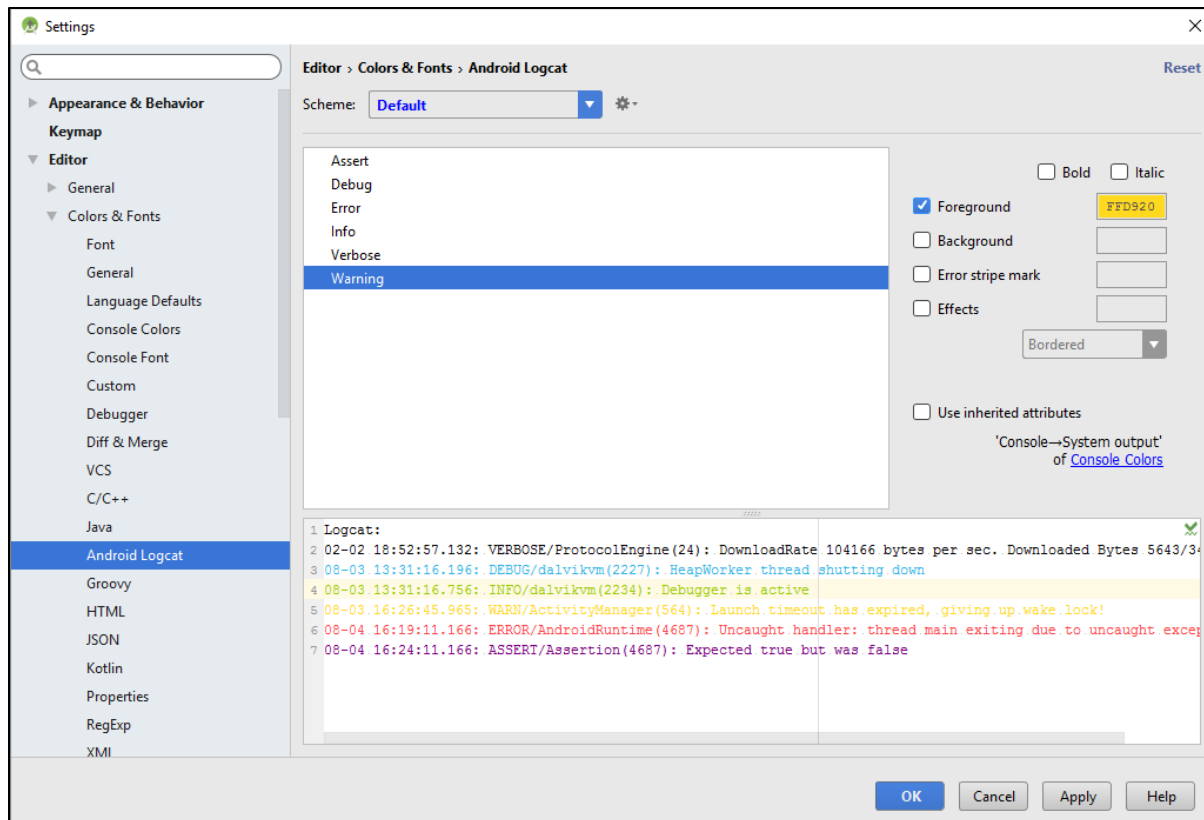 Settings
Appearance & Behavior
Keymap
Editor
General
Colors & Fonts
Font
General
Language Defaults
Console Colors
Console Font
Custom
Debugger
Diff & Merge
VCS
C/C++
Java
Android Logcat
Groovy
HTML
JSON
Kotlin
Properties
RegExp
XML
Editor › Colors & Fonts › Android Logcat
Reset
Scheme: Default
Assert
Debug
Error
Info
Verbose
Warning
Bold Italic
Foreground FFD920
Background
Error stripe mark
Effects
Bordered
Use inherited attributes
'Console→System output'
of Console Colors
1 Logcat:
2 02-02 18:52:57.132: VERBOSE/ProtocolEngine(24): DownloadRate 104166 bytes per sec. Downloaded Bytes 5643/34
3 08-03 13:31:16.196: DEBUG/dalvikvm(2227): HeapWorker thread shutting down
4 08-03 13:31:16.756: INFO/dalvikvm(2234): Debugger is active
5 08-03 16:26:45.965: WARN/ActivityManager(564): Launch timeout has expired, giving up wake lock!
6 08-04 16:19:11.166: ERROR/AndroidRuntime(4687): Uncaught handler: thread main exiting due to uncaught excep
7 08-04 16:24:11.166: ASSERT/Assertion(4687): Expected true but was false
OK Cancel Apply Help